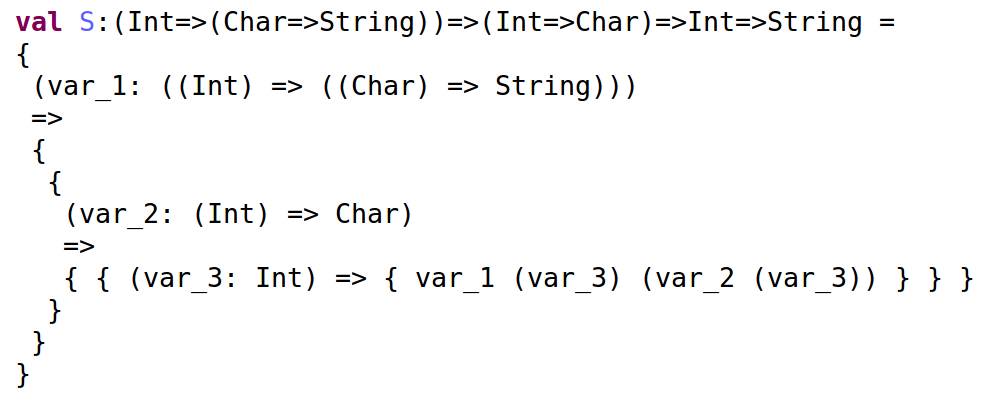 val S:(Int=>(Char=>String))=>(Int=>Char)=>Int=>String =
{
 (var_1: ((Int) => ((Char) => String)))
 =>
 {
  {
   (var_2: (Int) => Char)
   =>
   { { (var_3: Int) => { var_1 (var_3) (var_2 (var_3)) } } }
  }
 }
}